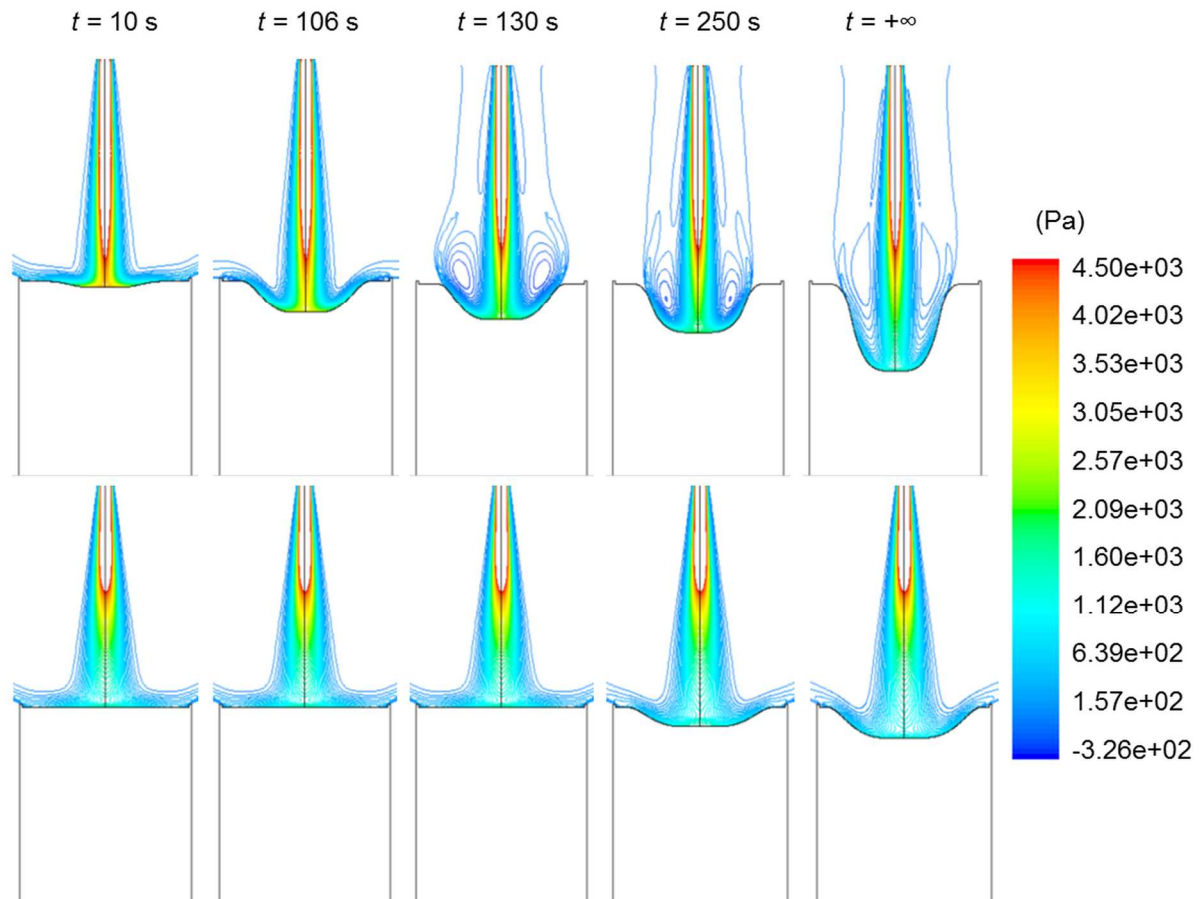 t = 10 s
t = 106 s
t = 130 s
t = 250 s
t = +∞
(Pa)
4.50e+03
4.02e+03
3.53e+03
3.05e+03
2.57e+03
2.09e+03
1.60e+03
1.12e+03
6.39e+02
1.57e+02
-3.26e+02